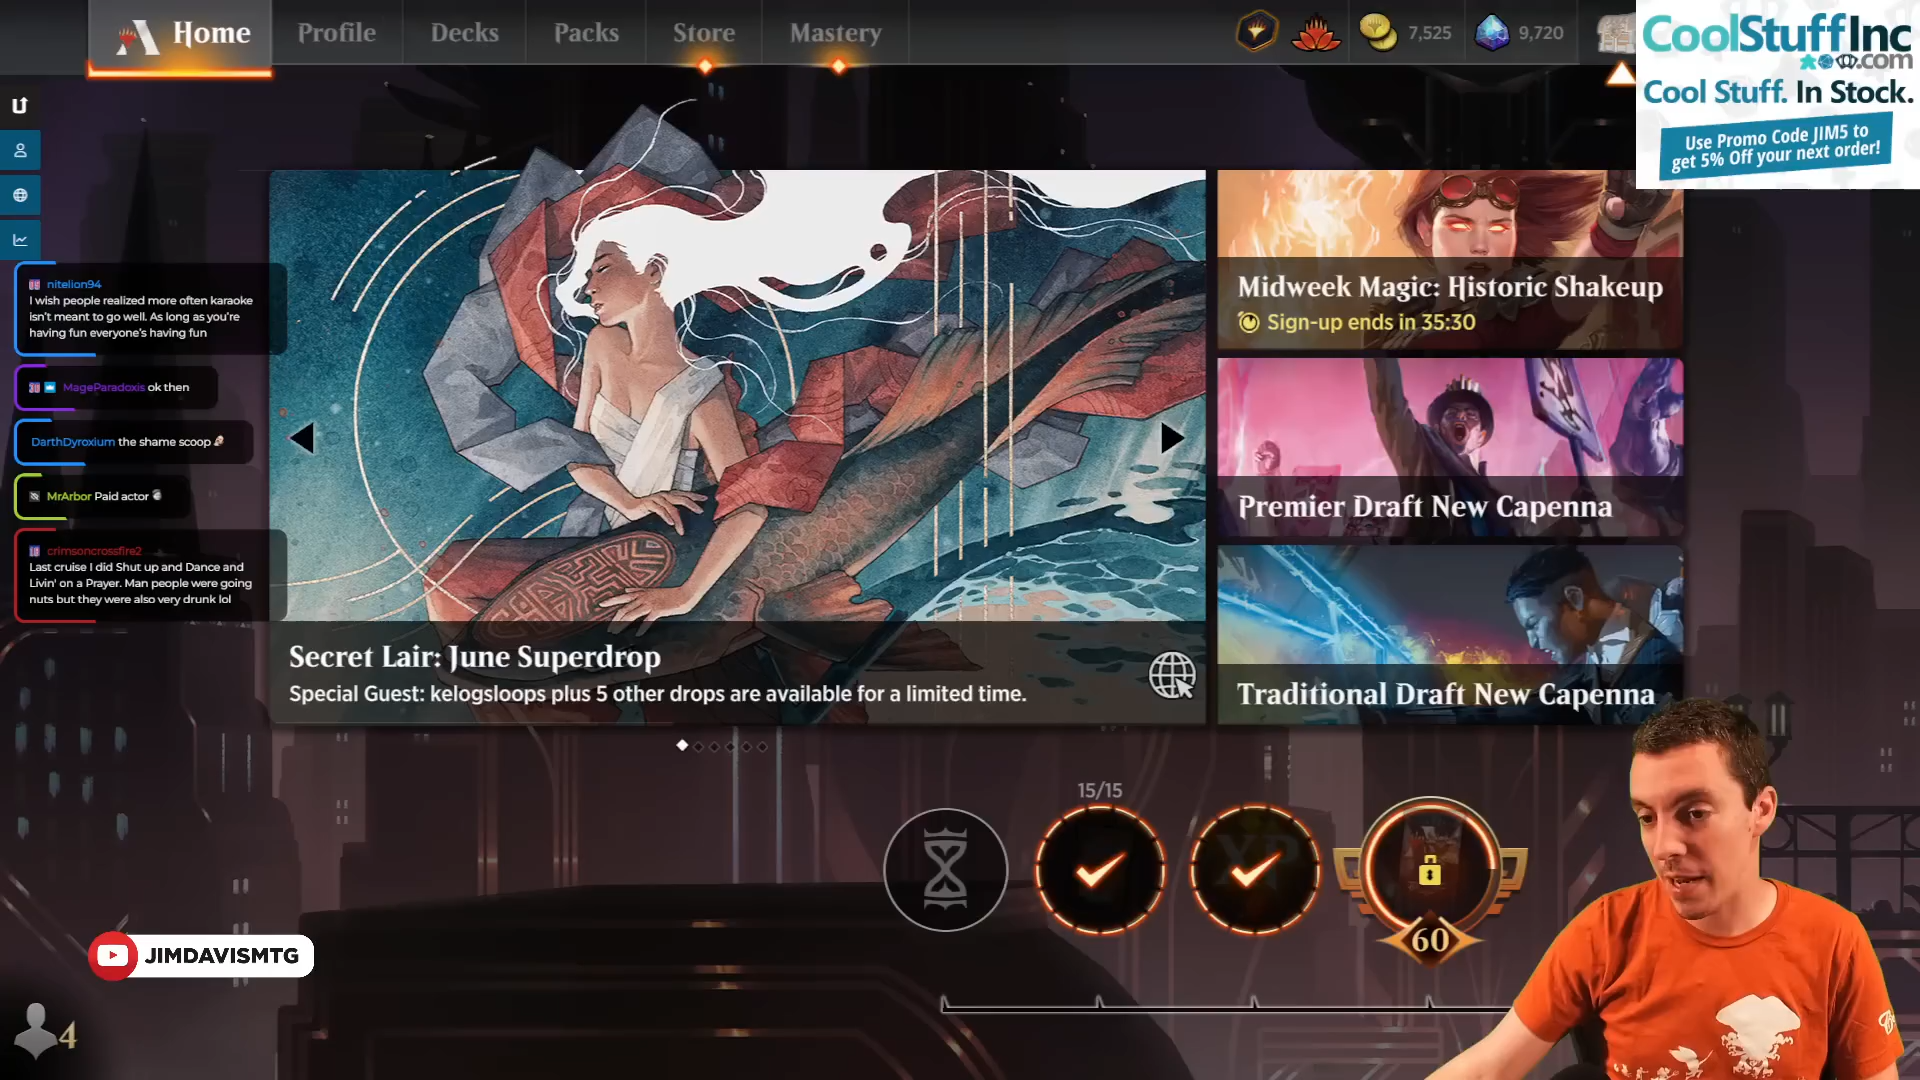 Home
Profile
Decks
Packs
Store
Mastery
7,525
9,720
CoolStuffInc
.com
Cool Stuff. In Stock.
Use Promo Code JIM5 to
get 5% Off your next order!
nitelion94
I wish people realized more often karaoke
isn't meant to go well. As long as you're
having fun everyone's having fun
MageParadoxis ok then
DarthDyroxium the shame scoop
MrArbor Paid actor
crimsoncrossfire2
Last cruise I did Shut up and Dance and
Livin' on a Prayer. Man people were going
nuts but they were also very drunk lol
Secret Lair: June Superdrop
Special Guest: kelogsloops plus 5 other drops are available for a limited time.
Midweek Magic: Historic Shakeup
Sign-up ends in 35:30
Premier Draft New Capenna
Traditional Draft New Capenna
15/15
XP
60
JIMDAVISMTG
4